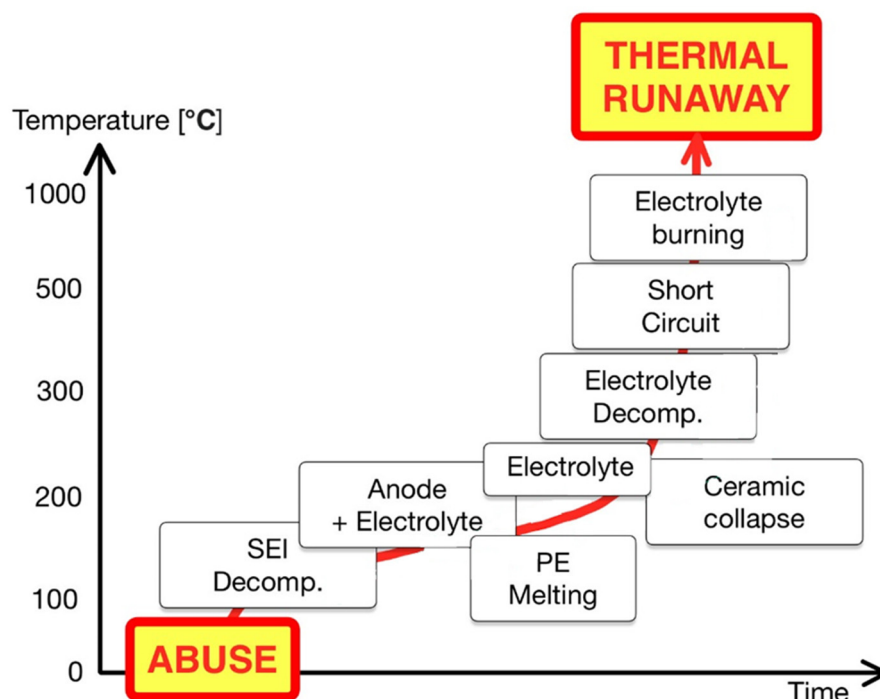 THERMAL
RUNAWAY
Temperature [°C]
1000
Electrolyte
burning
500
Short
Circuit
300
Electrolyte
Decomp.
Electrolyte
200
Anode
+ Electrolyte
Ceramic
collapse
SEI
Decomp.
PE
Melting
100
ABUSE
0
Time